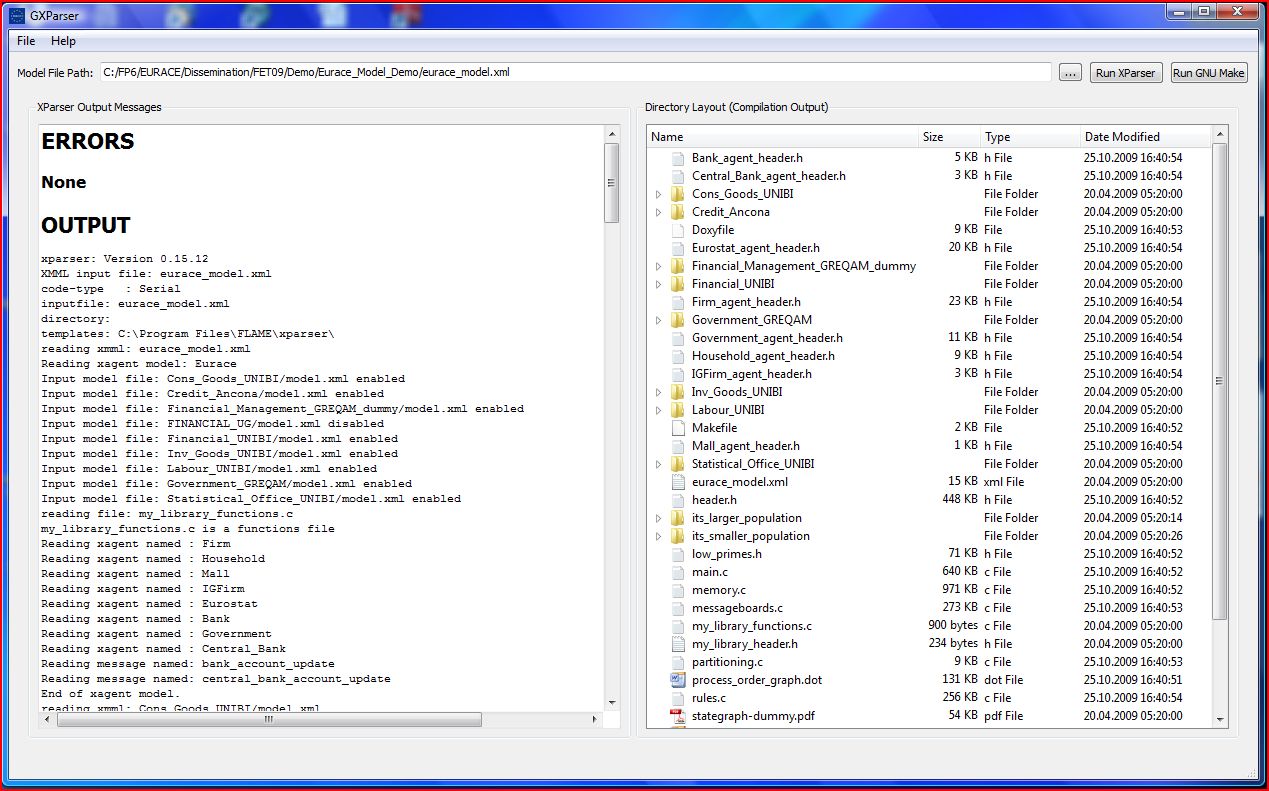 GXParser
File Help
Model File Path: C:/FP6/EURACE/Dissemination/FET09/Demo/Eurace_Model_Demo/eurace_model.xml ... Run XParser Run GNU Make
XParser Output Messages
ERRORS
None
OUTPUT
xparser: Version 0.15.12
XMML input file: eurace_model.xml
code-type   : Serial
inputfile: eurace_model.xml
directory:
templates: C:\Program Files\FLAME\xparser\
reading xmml: eurace_model.xml
Reading xagent model: Eurace
Input model file: Cons_Goods_UNIBI/model.xml enabled
Input model file: Credit_Ancona/model.xml enabled
Input model file: Financial_Management_GREQAM_dummy/model.xml enabled
Input model file: FINANCIAL_UG/model.xml disabled
Input model file: Financial_UNIBI/model.xml enabled
Input model file: Inv_Goods_UNIBI/model.xml enabled
Input model file: Labour_UNIBI/model.xml enabled
Input model file: Government_GREQAM/model.xml enabled
Input model file: Statistical_Office_UNIBI/model.xml enabled
reading file: my_library_functions.c
my_library_functions.c is a functions file
Reading xagent named : Firm
Reading xagent named : Household
Reading xagent named : Mall
Reading xagent named : IGFirm
Reading xagent named : Eurostat
Reading xagent named : Bank
Reading xagent named : Government
Reading xagent named : Central_Bank
Reading message named: bank_account_update
Reading message named: central_bank_account_update
End of xagent model.
reading xmml: Cons_Goods_UNIBI/model.xml
Directory Layout (Compilation Output)
Name Size Type Date Modified
Bank_agent_header.h 5 KB h File 25.10.2009 16:40:54
Central_Bank_agent_header.h 3 KB h File 25.10.2009 16:40:54
Cons_Goods_UNIBI File Folder 20.04.2009 05:20:00
Credit_Ancona File Folder 20.04.2009 05:20:00
Doxyfile 9 KB File 25.10.2009 16:40:53
Eurostat_agent_header.h 20 KB h File 25.10.2009 16:40:54
Financial_Management_GREQAM_dummy File Folder 20.04.2009 05:20:00
Financial_UNIBI File Folder 20.04.2009 05:20:00
Firm_agent_header.h 23 KB h File 25.10.2009 16:40:54
Government_GREQAM File Folder 20.04.2009 05:20:00
Government_agent_header.h 11 KB h File 25.10.2009 16:40:54
Household_agent_header.h 9 KB h File 25.10.2009 16:40:54
IGFirm_agent_header.h 3 KB h File 25.10.2009 16:40:54
Inv_Goods_UNIBI File Folder 20.04.2009 05:20:00
Labour_UNIBI File Folder 20.04.2009 05:20:00
Makefile 2 KB File 25.10.2009 16:40:52
Mall_agent_header.h 1 KB h File 25.10.2009 16:40:54
Statistical_Office_UNIBI File Folder 20.04.2009 05:20:00
eurace_model.xml 15 KB xml File 20.04.2009 05:20:00
header.h 448 KB h File 25.10.2009 16:40:52
its_larger_population File Folder 20.04.2009 05:20:14
its_smaller_population File Folder 20.04.2009 05:20:26
low_primes.h 71 KB h File 25.10.2009 16:40:52
main.c 640 KB c File 25.10.2009 16:40:52
memory.c 971 KB c File 25.10.2009 16:40:52
messageboards.c 273 KB c File 25.10.2009 16:40:53
my_library_functions.c 900 bytes c File 20.04.2009 05:20:00
my_library_header.h 234 bytes h File 20.04.2009 05:20:00
partitioning.c 9 KB c File 25.10.2009 16:40:53
process_order_graph.dot 131 KB dot File 25.10.2009 16:40:51
rules.c 256 KB c File 25.10.2009 16:40:54
stategraph-dummy.pdf 54 KB pdf File 20.04.2009 05:20:00